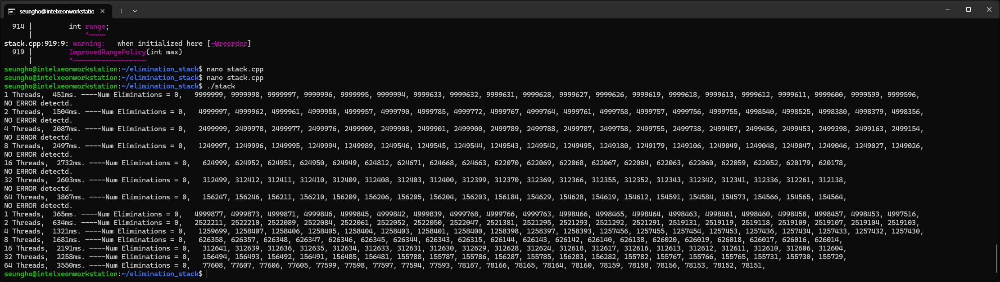 seungho@intelxeonworkstatic
914 |         int range;
    |             ^~~~~
stack.cpp:919:9: warning:   when initialized here [-Wreorder]
919 |         ImprovedRangePolicy(int max)
    |         ^~~~~~~~~~~~~~~~~~~
seungho@intelxeonworkstation:~/elimination_stack$ nano stack.cpp
seungho@intelxeonworkstation:~/elimination_stack$ nano stack.cpp
seungho@intelxeonworkstation:~/elimination_stack$ ./stack
1 Threads,  451ms. ----Num Eliminations = 0,   9999999, 9999998, 9999997, 9999996, 9999995, 9999994, 9999633, 9999632, 9999631, 9999628, 9999627, 9999626, 9999619, 9999618, 9999613, 9999612, 9999611, 9999600, 9999599, 9999596,
NO ERROR detectd.
2 Threads,  1504ms. ----Num Eliminations = 0,   4999997, 4999962, 4999961, 4999958, 4999957, 4999790, 4999785, 4999772, 4999767, 4999764, 4999761, 4999758, 4999757, 4999756, 4999755, 4998540, 4998525, 4998380, 4998379, 4998356,
NO ERROR detectd.
4 Threads,  2087ms. ----Num Eliminations = 0,   2499999, 2499978, 2499977, 2499976, 2499909, 2499908, 2499901, 2499900, 2499789, 2499788, 2499787, 2499758, 2499755, 2499738, 2499457, 2499456, 2499453, 2499398, 2499163, 2499154,
NO ERROR detectd.
8 Threads,  2497ms. ----Num Eliminations = 0,   1249997, 1249996, 1249995, 1249994, 1249989, 1249546, 1249545, 1249544, 1249543, 1249542, 1249495, 1249180, 1249179, 1249106, 1249049, 1249048, 1249047, 1249046, 1249027, 1249026,
NO ERROR detectd.
16 Threads,  2732ms. ----Num Eliminations = 0,   624999, 624952, 624951, 624950, 624949, 624812, 624671, 624668, 624663, 622070, 622069, 622068, 622067, 622064, 622063, 622060, 622059, 622052, 620179, 620178,
NO ERROR detectd.
32 Threads,  2603ms. ----Num Eliminations = 0,   312499, 312412, 312411, 312410, 312409, 312408, 312403, 312400, 312399, 312370, 312369, 312366, 312355, 312352, 312343, 312342, 312341, 312336, 312261, 312138,
NO ERROR detectd.
64 Threads,  3867ms. ----Num Eliminations = 0,   156247, 156246, 156211, 156210, 156209, 156206, 156205, 156204, 156203, 156184, 154629, 154628, 154619, 154612, 154591, 154584, 154573, 154566, 154565, 154564,
NO ERROR detectd.
1 Threads,  365ms. ----Num Eliminations = 0,   4999877, 4999873, 4999871, 4999846, 4999845, 4999842, 4999839, 4999768, 4999766, 4999763, 4998466, 4998465, 4998464, 4998463, 4998461, 4998460, 4998458, 4998457, 4998453, 4997516,
2 Threads,  634ms. ----Num Eliminations = 0,   2522211, 2522210, 2522089, 2522084, 2522061, 2522052, 2522050, 2522047, 2521381, 2521295, 2521293, 2521292, 2521291, 2519131, 2519119, 2519118, 2519109, 2519107, 2519104, 2519103,
4 Threads,  1321ms. ----Num Eliminations = 0,   1259699, 1258407, 1258406, 1258405, 1258404, 1258403, 1258401, 1258400, 1258398, 1258397, 1258393, 1257456, 1257455, 1257454, 1257453, 1257436, 1257434, 1257433, 1257432, 1257430,
8 Threads,  1681ms. ----Num Eliminations = 0,   626358, 626357, 626348, 626347, 626346, 626345, 626344, 626343, 626315, 626144, 626143, 626142, 626140, 626138, 626020, 626019, 626018, 626017, 626016, 626014,
16 Threads,  2191ms. ----Num Eliminations = 0,   312641, 312639, 312636, 312635, 312634, 312633, 312631, 312630, 312629, 312628, 312624, 312618, 312617, 312616, 312613, 312612, 312611, 312610, 312606, 312604,
32 Threads,  2258ms. ----Num Eliminations = 0,   156494, 156493, 156492, 156491, 156485, 156481, 155788, 155787, 155786, 156287, 155785, 156283, 156282, 155782, 155767, 155766, 155765, 155731, 155730, 155729,
64 Threads,  3550ms. ----Num Eliminations = 0,   77608, 77607, 77606, 77605, 77599, 77598, 77597, 77594, 77593, 78167, 78166, 78165, 78164, 78160, 78159, 78158, 78156, 78153, 78152, 78151,
seungho@intelxeonworkstation:~/elimination_stack$